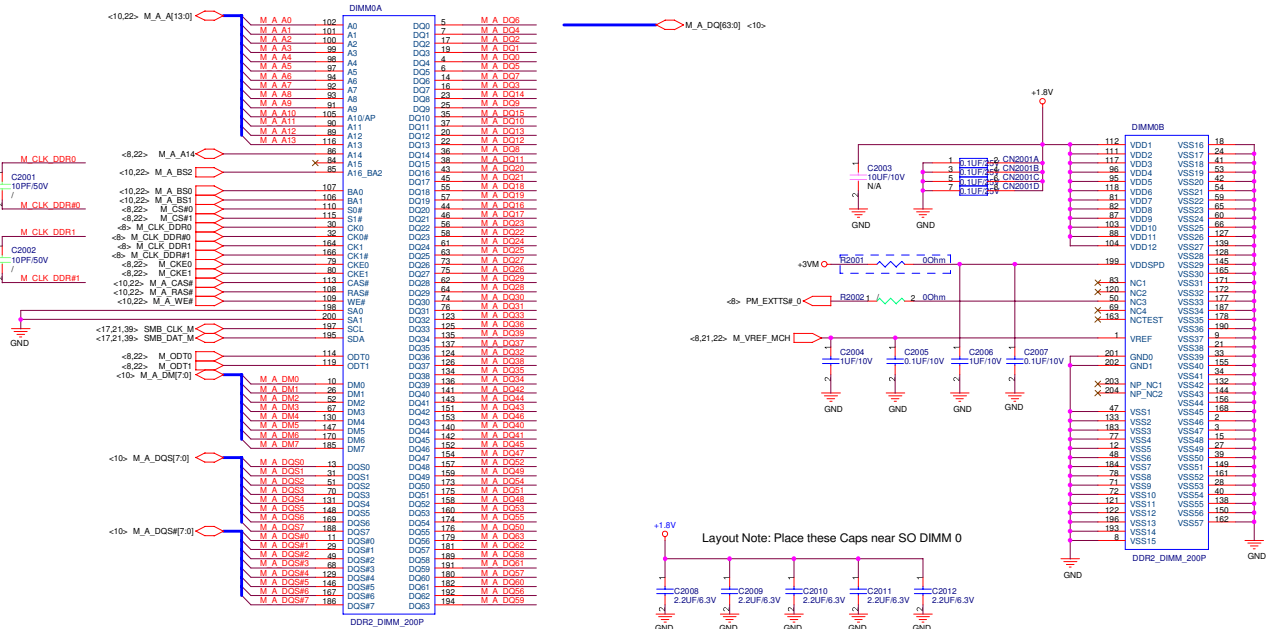 DIMM0A
<10,22> M_A_A[13:0]
M_A_A0 102 A0
M_A_A1 101 A1
M_A_A2 100 A2
M_A_A3 99 A3
M_A_A4 98 A4
M_A_A5 97 A5
M_A_A6 94 A6
M_A_A7 92 A7
M_A_A8 93 A8
M_A_A9 91 A9
M_A_A10 105 A10/AP
M_A_A11 90 A11
M_A_A12 89 A12
M_A_A13 116 A13
<8,22> M_A_A14 86 A14
84 A15
<10,22> M_A_BS2 85 A16_BA2
<10,22> M_A_BS0 107 BA0
<10,22> M_A_BS1 106 BA1
<8,22> M_CS#0 110 S0#
<8,22> M_CS#1 115 S1#
<8> M_CLK_DDR0 30 CK0
<8> M_CLK_DDR#0 32 CK0#
<8> M_CLK_DDR1 164 CK1
<8> M_CLK_DDR#1 166 CK1#
<8,22> M_CKE0 79 CKE0
<8,22> M_CKE1 80 CKE1
<10,22> M_A_CAS# 113 CAS#
<10,22> M_A_RAS# 108 RAS#
<10,22> M_A_WE# 109 WE#
198 SA0
200 SA1
GND
<17,21,39> SMB_CLK_M 197 SCL
<17,21,39> SMB_DAT_M 195 SDA
<8,22> M_ODT0 114 ODT0
<8,22> M_ODT1 119 ODT1
<10> M_A_DM[7:0]
M_A_DM0 10 DM0
M_A_DM1 26 DM1
M_A_DM2 52 DM2
M_A_DM3 67 DM3
M_A_DM4 130 DM4
M_A_DM5 147 DM5
M_A_DM6 170 DM6
M_A_DM7 185 DM7
<10> M_A_DQS[7:0]
M_A_DQS0 13 DQS0
M_A_DQS1 31 DQS1
M_A_DQS2 51 DQS2
M_A_DQS3 70 DQS3
M_A_DQS4 131 DQS4
M_A_DQS5 148 DQS5
M_A_DQS6 169 DQS6
M_A_DQS7 188 DQS7
<10> M_A_DQS#[7:0]
M_A_DQS#0 11 DQS#0
M_A_DQS#1 29 DQS#1
M_A_DQS#2 49 DQS#2
M_A_DQS#3 68 DQS#3
M_A_DQS#4 129 DQS#4
M_A_DQS#5 146 DQS#5
M_A_DQS#6 167 DQS#6
M_A_DQS#7 186 DQS#7
DDR2_DIMM_200P
M_CLK_DDR0
C2001
10PF/50V
/
M_CLK_DDR#0
M_CLK_DDR1
C2002
10PF/50V
/
M_CLK_DDR#1
DQ0 5 M_A_DQ6
DQ1 7 M_A_DQ4
DQ2 17 M_A_DQ2
DQ3 19 M_A_DQ1
DQ4 4 M_A_DQ0
DQ5 6 M_A_DQ5
DQ6 14 M_A_DQ7
DQ7 16 M_A_DQ3
DQ8 23 M_A_DQ14
DQ9 25 M_A_DQ9
DQ10 35 M_A_DQ10
DQ11 37 M_A_DQ15
DQ12 20 M_A_DQ12
DQ13 22 M_A_DQ13
DQ14 36 M_A_DQ8
DQ15 38 M_A_DQ11
DQ16 43 M_A_DQ20
DQ17 45 M_A_DQ21
DQ18 55 M_A_DQ18
DQ19 57 M_A_DQ19
DQ20 44 M_A_DQ16
DQ21 46 M_A_DQ17
DQ22 56 M_A_DQ23
DQ23 58 M_A_DQ22
DQ24 61 M_A_DQ24
DQ25 63 M_A_DQ25
DQ26 73 M_A_DQ27
DQ27 75 M_A_DQ26
DQ28 62 M_A_DQ29
DQ29 64 M_A_DQ28
DQ30 74 M_A_DQ30
DQ31 76 M_A_DQ31
DQ32 123 M_A_DQ33
DQ33 125 M_A_DQ36
DQ34 135 M_A_DQ39
DQ35 137 M_A_DQ38
DQ36 124 M_A_DQ32
DQ37 126 M_A_DQ37
DQ38 134 M_A_DQ35
DQ39 136 M_A_DQ34
DQ40 141 M_A_DQ42
DQ41 143 M_A_DQ44
DQ42 151 M_A_DQ43
DQ43 153 M_A_DQ46
DQ44 140 M_A_DQ40
DQ45 142 M_A_DQ41
DQ46 152 M_A_DQ45
DQ47 154 M_A_DQ47
DQ48 157 M_A_DQ52
DQ49 159 M_A_DQ49
DQ50 173 M_A_DQ54
DQ51 175 M_A_DQ51
DQ52 158 M_A_DQ48
DQ53 160 M_A_DQ53
DQ54 174 M_A_DQ55
DQ55 176 M_A_DQ50
DQ56 179 M_A_DQ63
DQ57 181 M_A_DQ62
DQ58 189 M_A_DQ58
DQ59 191 M_A_DQ61
DQ60 180 M_A_DQ57
DQ61 182 M_A_DQ60
DQ62 192 M_A_DQ56
DQ63 194 M_A_DQ59
M_A_DQ[63:0] <10>
+1.8V
1 C2003
10UF/10V
2 N/A
GND
1 0.1UF/25V CN2001A
3 0.1UF/25V CN2001B
5 0.1UF/25V CN2001C
7 0.1UF/25V CN2001D
GND
+3VM R2001 0Ohm
<8> PM_EXTTS#_0 R2002 1 2 0Ohm
<8,21,22> M_VREF_MCH
C2004 1UF/10V
C2005 0.1UF/10V
C2006 1UF/10V
C2007 0.1UF/10V
GND GND GND GND
DIMM0B
112 VDD1
111 VDD2
117 VDD3
96 VDD4
95 VDD5
118 VDD6
81 VDD7
82 VDD8
87 VDD9
103 VDD10
88 VDD11
104 VDD12
199 VDDSPD
83 NC1
120 NC2
50 NC3
69 NC4
163 NCTEST
1 VREF
201 GND0
202 GND1
203 NP_NC1
204 NP_NC2
47 VSS1
133 VSS2
183 VSS3
77 VSS4
12 VSS5
48 VSS6
184 VSS7
78 VSS8
71 VSS9
72 VSS10
121 VSS11
122 VSS12
196 VSS13
193 VSS14
8 VSS15
GND
VSS16 18
VSS17 24
VSS18 41
VSS19 53
VSS20 42
VSS21 54
VSS22 59
VSS23 65
VSS24 60
VSS25 66
VSS26 127
VSS27 139
VSS28 128
VSS29 145
VSS30 165
VSS31 171
VSS32 172
VSS33 177
VSS34 187
VSS35 178
VSS36 190
VSS37 9
VSS38 21
VSS39 33
VSS40 155
VSS41 34
VSS42 132
VSS43 144
VSS44 156
VSS45 168
VSS46 2
VSS47 3
VSS48 15
VSS49 27
VSS50 39
VSS51 149
VSS52 161
VSS53 28
VSS54 40
VSS55 138
VSS56 150
VSS57 162
GND
DDR2_DIMM_200P
+1.8V
Layout Note: Place these Caps near SO DIMM 0
C2008 2.2UF/6.3V
C2009 2.2UF/6.3V
C2010 2.2UF/6.3V
C2011 2.2UF/6.3V
C2012 2.2UF/6.3V
GND GND GND GND GND